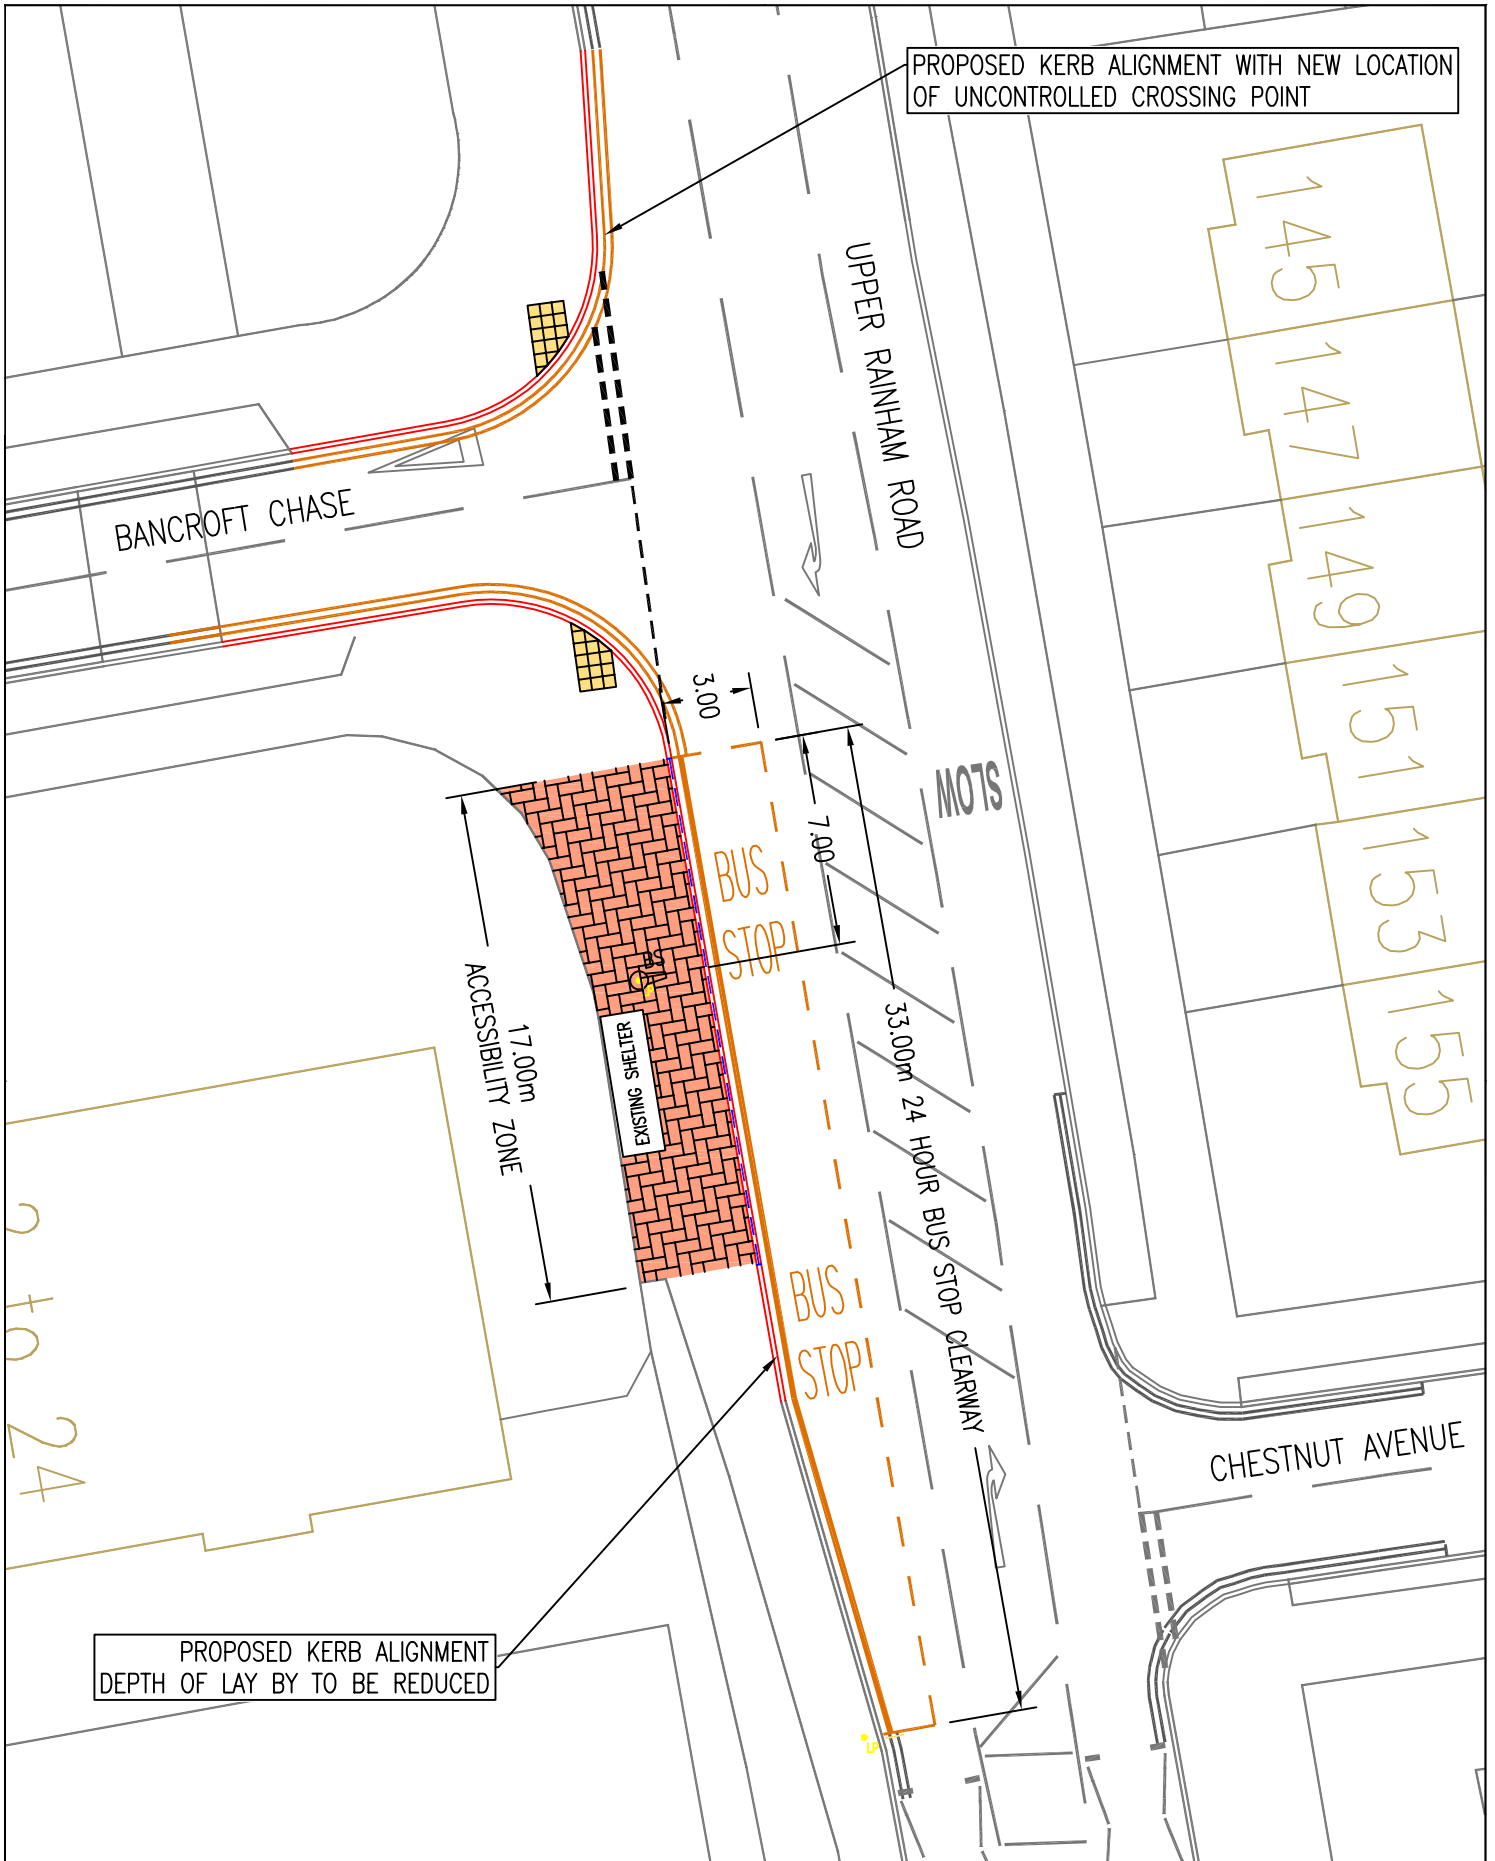 PROPOSED KERB ALIGNMENT WITH NEW LOCATION
OF UNCONTROLLED CROSSING POINT
145
147
149
151
153
155
UPPER RAINHAM ROAD
BANCROFT CHASE
3.00
SLOW
7.00
BUS
STOP
BS
33.00m 24 HOUR BUS STOP CLEARWAY
17.00m
ACCESSIBILITY ZONE
EXISTING SHELTER
BUS
STOP
2 to 24
CHESTNUT AVENUE
PROPOSED KERB ALIGNMENT
DEPTH OF LAY BY TO BE REDUCED
LP